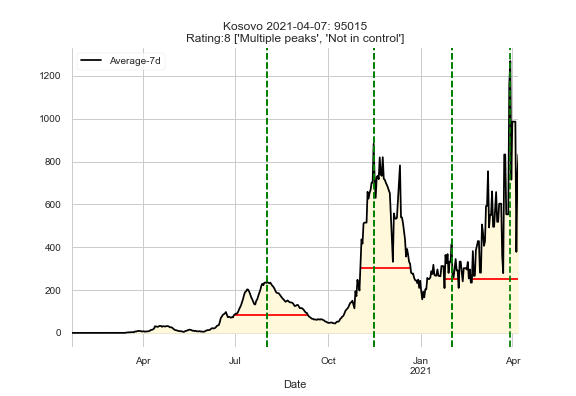 Kosovo 2021-04-07: 95015
Rating:8 ['Multiple peaks', 'Not in control']
Average-7d
1200
1000
800
600
400
200
0
Apr
Jul
Oct
Jan
2021
Apr
Date